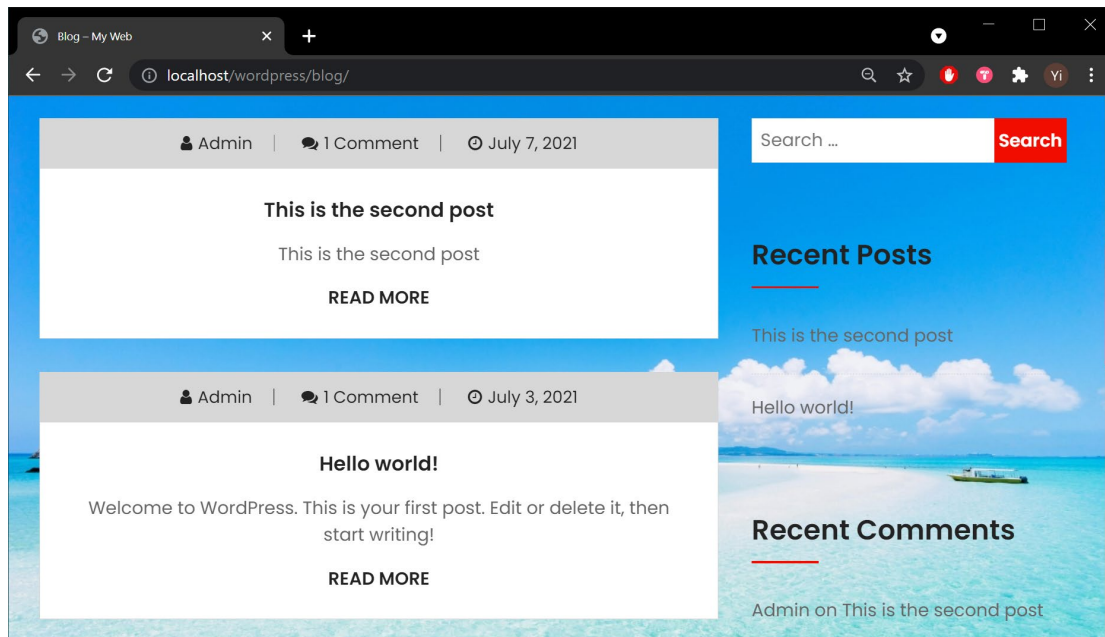 Blog – My Web
localhost/wordpress/blog/
Yi
Admin | 1 Comment | July 7, 2021
This is the second post
This is the second post
READ MORE
Admin | 1 Comment | July 3, 2021
Hello world!
Welcome to WordPress. This is your first post. Edit or delete it, then
start writing!
READ MORE
Search ...
Search
Recent Posts
This is the second post
Hello world!
Recent Comments
Admin on This is the second post